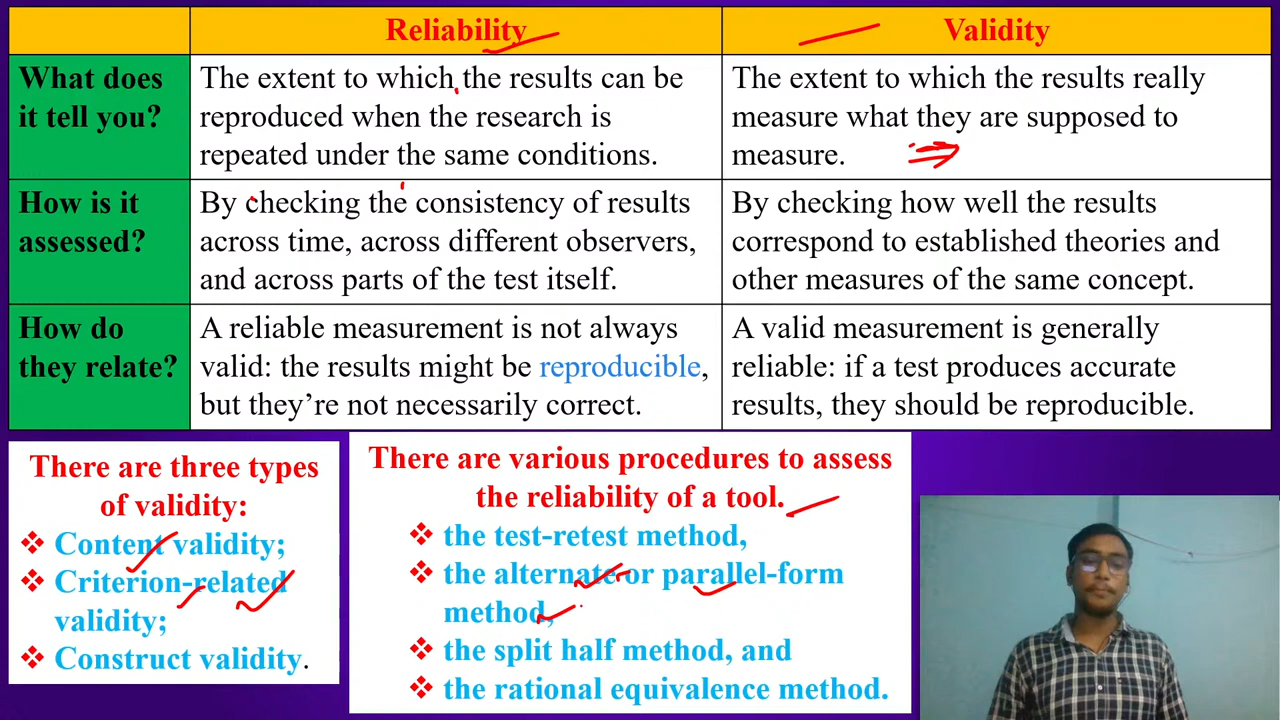 Reliability
Validity
What does
it tell you?
The extent to which the results can be
reproduced when the research is
repeated under the same conditions.
The extent to which the results really
measure what they are supposed to
measure.
How is it
assessed?
By checking the consistency of results
across time, across different observers,
and across parts of the test itself.
By checking how well the results
correspond to established theories and
other measures of the same concept.
How do
they relate?
A reliable measurement is not always
valid: the results might be reproducible,
but they're not necessarily correct.
A valid measurement is generally
reliable: if a test produces accurate
results, they should be reproducible.
There are three types
of validity:
❖ Content validity;
❖ Criterion-related
validity;
❖ Construct validity.
There are various procedures to assess
the reliability of a tool.
❖ the test-retest method,
❖ the alternate or parallel-form
method,
❖ the split half method, and
❖ the rational equivalence method.